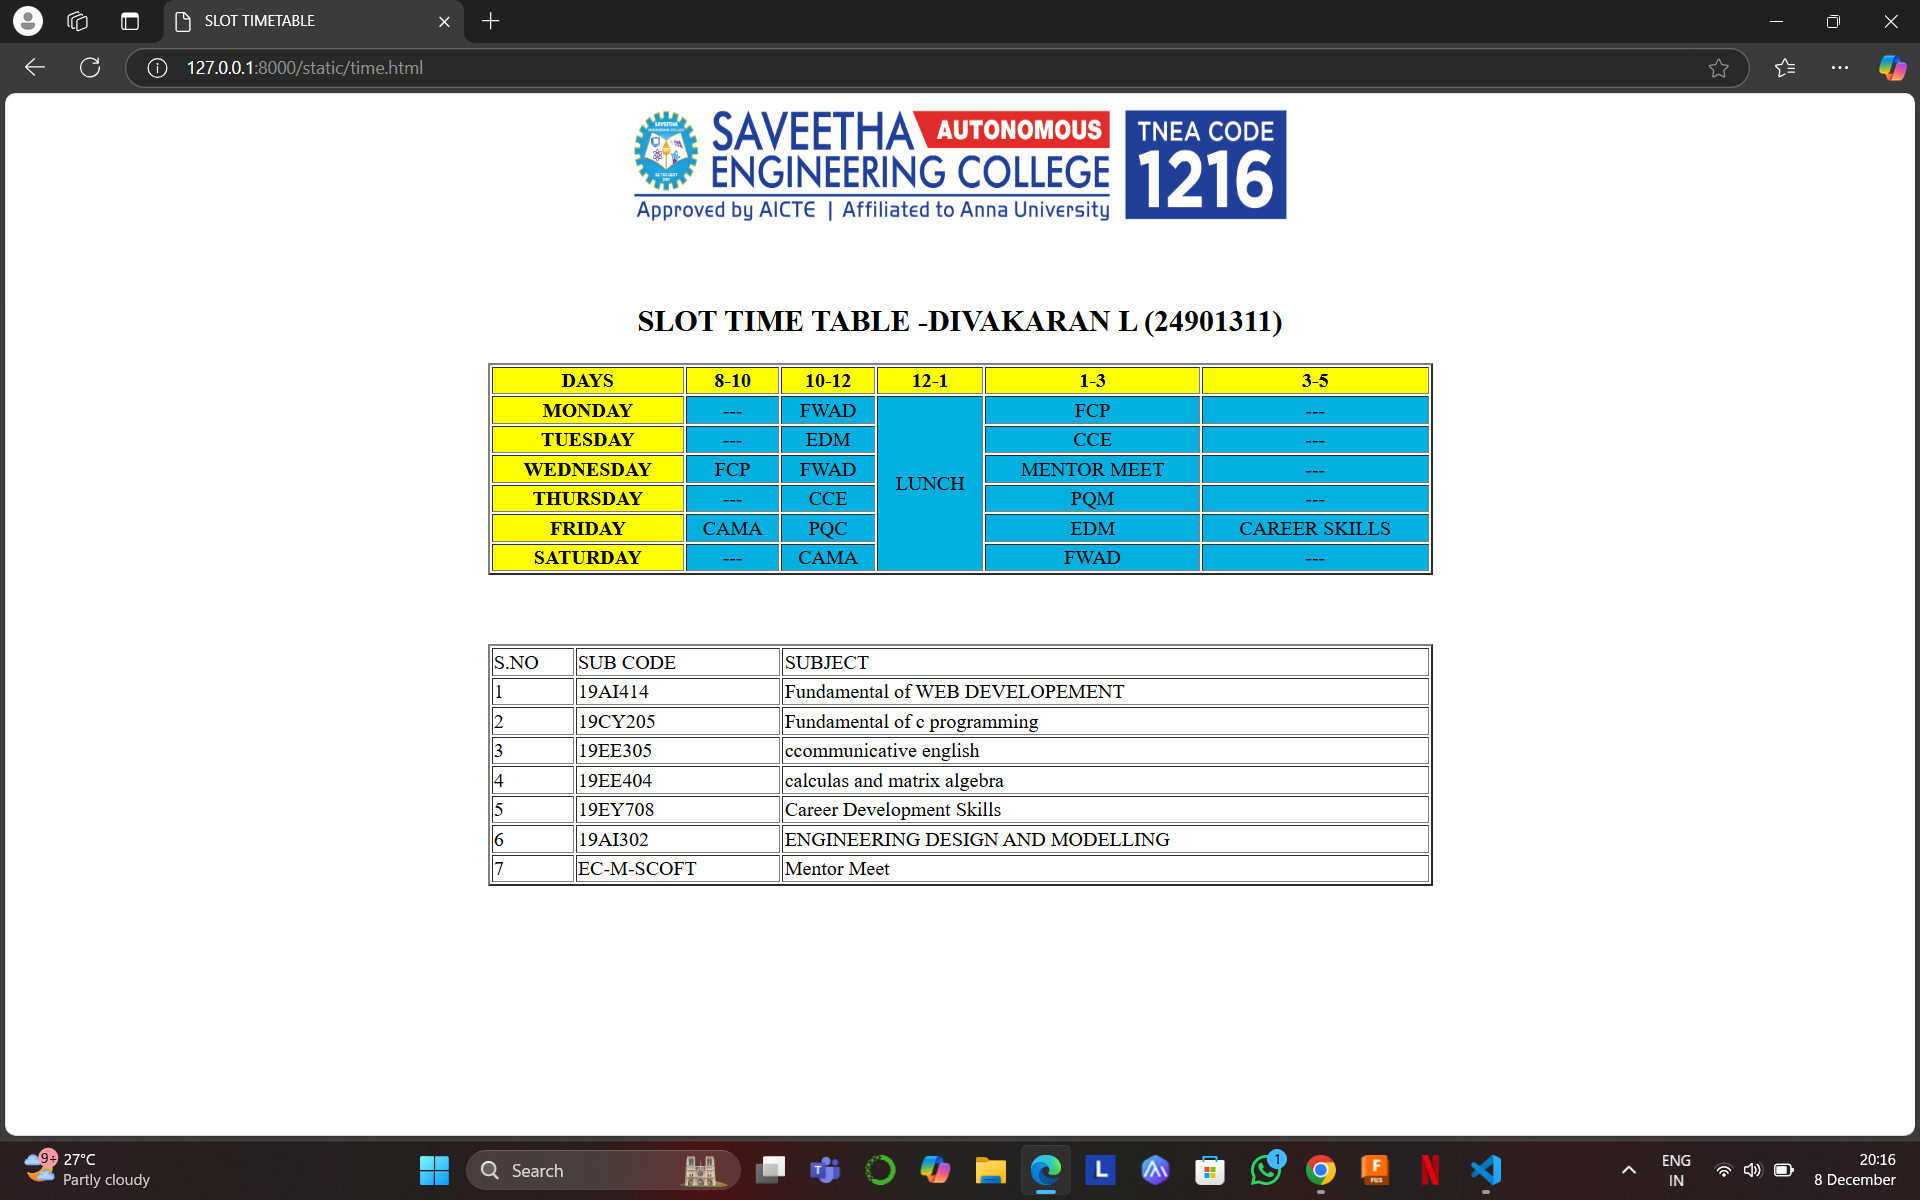 SLOT TIMETABLE
127.0.0.1:8000/static/time.html
SAVEETHA AUTONOMOUS
ENGINEERING COLLEGE
Approved by AICTE | Affiliated to Anna University
TNEA CODE
1216
SLOT TIME TABLE -DIVAKARAN L (24901311)
DAYS 8-10 10-12 12-1 1-3 3-5
MONDAY --- FWAD LUNCH FCP ---
TUESDAY --- EDM CCE ---
WEDNESDAY FCP FWAD MENTOR MEET ---
THURSDAY --- CCE PQM ---
FRIDAY CAMA PQC EDM CAREER SKILLS
SATURDAY --- CAMA FWAD ---
S.NO SUB CODE SUBJECT
1 19AI414 Fundamental of WEB DEVELOPEMENT
2 19CY205 Fundamental of c programming
3 19EE305 ccommunicative english
4 19EE404 calculas and matrix algebra
5 19EY708 Career Development Skills
6 19AI302 ENGINEERING DESIGN AND MODELLING
7 EC-M-SCOFT Mentor Meet
9+ 27°C
Partly cloudy
Search
1
ENG
IN
20:16
8 December